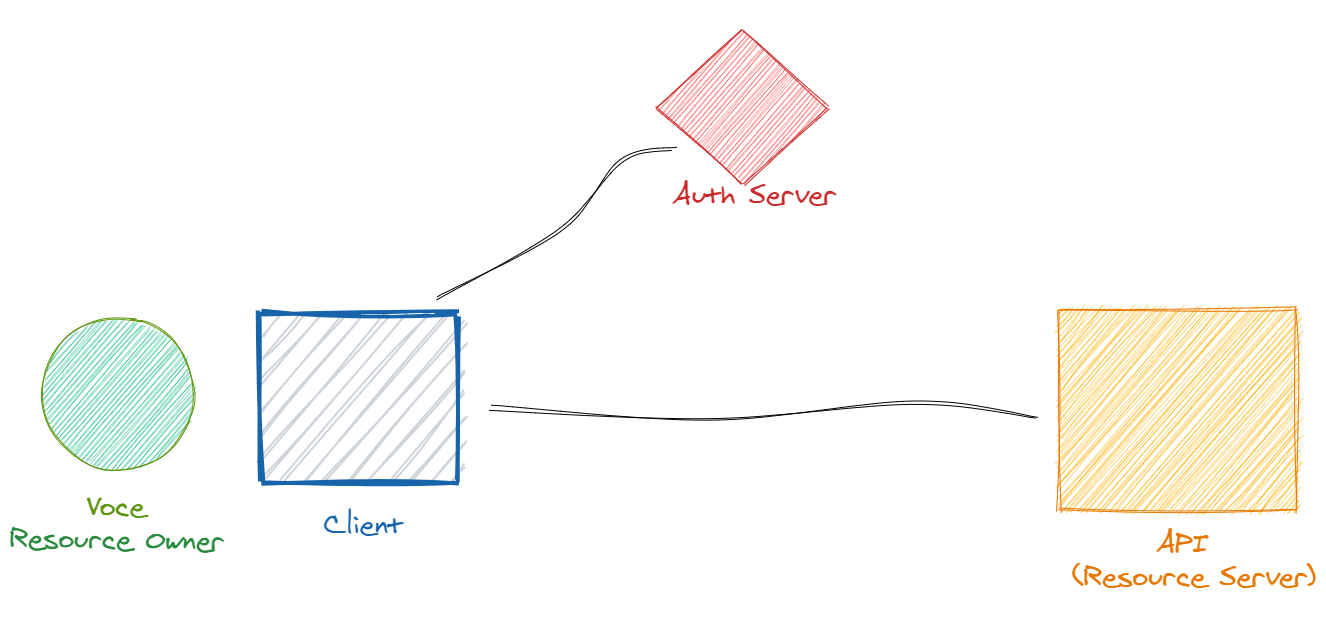 Auth Server
Voce
Resource Owner
Client
API
(Resource Server)